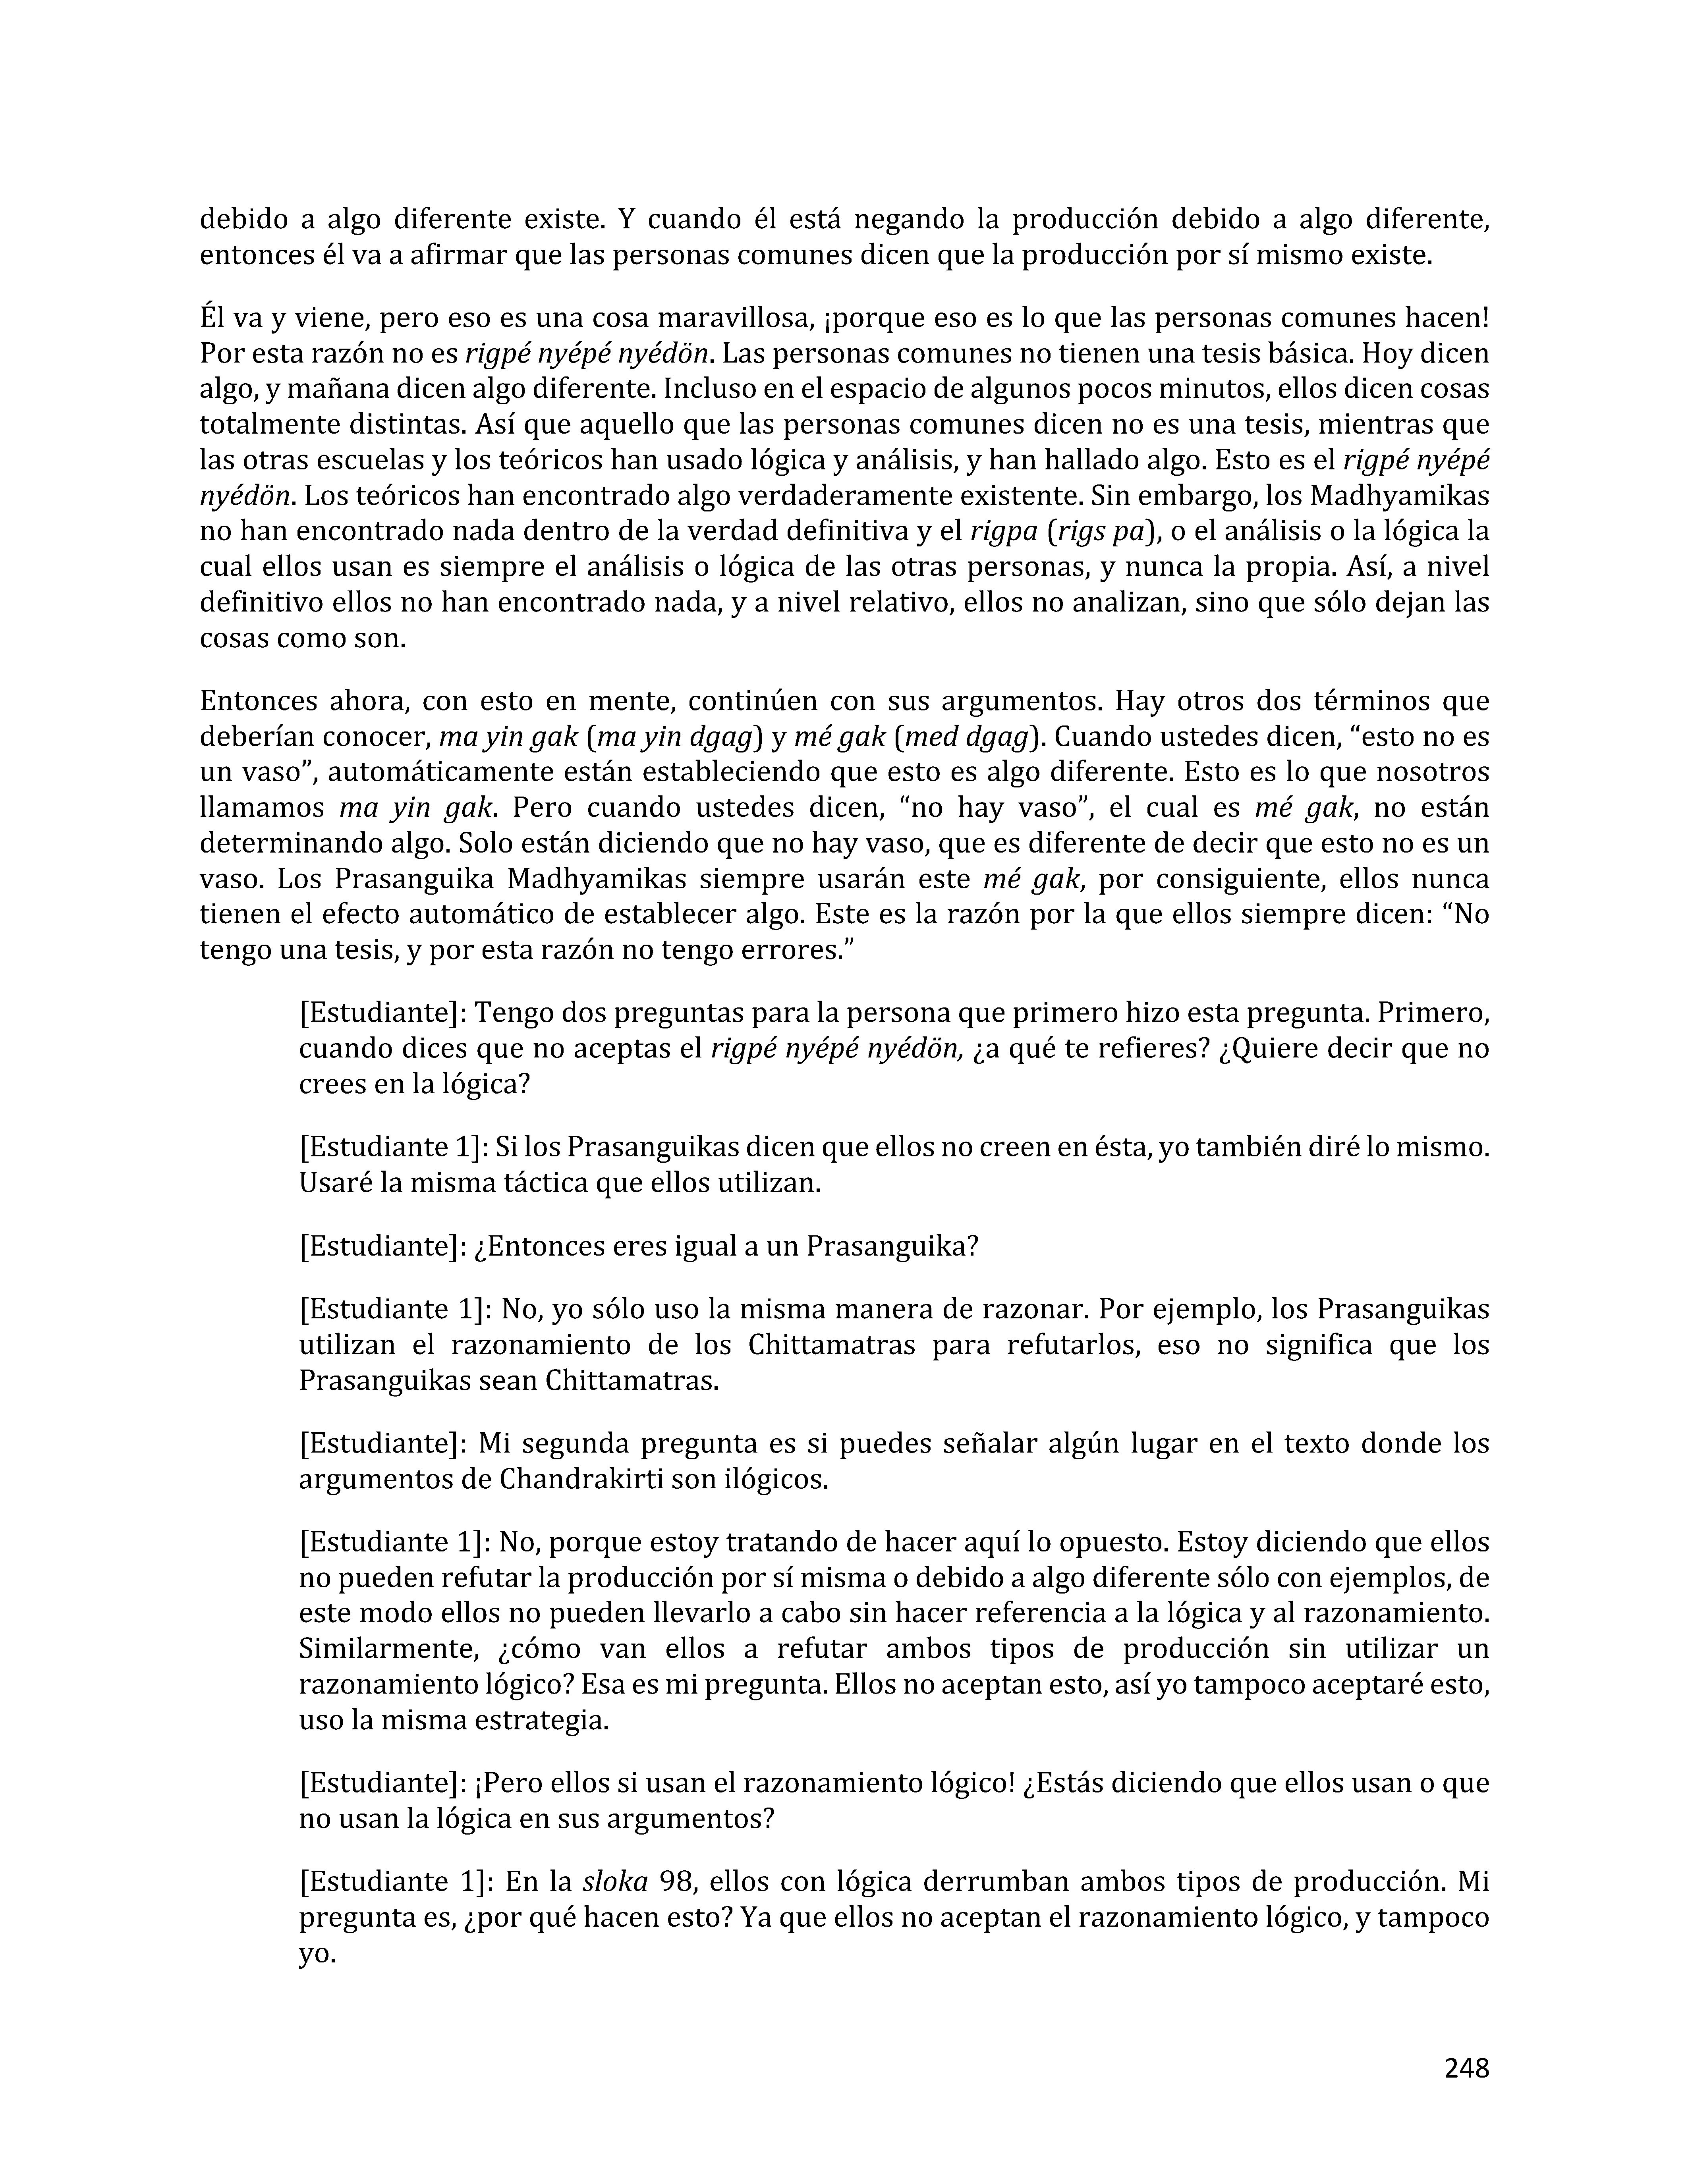 debido a algo diferente existe. Y cuando él está negando la producción debido a algo diferente,
entonces él va a afirmar que las personas comunes dicen que la producción por sí mismo existe.
Él va y viene, pero eso es una cosa maravillosa, ¡porque eso es lo que las personas comunes hacen!
Por esta razón no es rigpé nyépé nyédön. Las personas comunes no tienen una tesis básica. Hoy dicen
algo, y mañana dicen algo diferente. Incluso en el espacio de algunos pocos minutos, ellos dicen cosas
totalmente distintas. Así que aquello que las personas comunes dicen no es una tesis, mientras que
las otras escuelas y los teóricos han usado lógica y análisis, y han hallado algo. Esto es el rigpé nyépé
nyédön. Los teóricos han encontrado algo verdaderamente existente. Sin embargo, los Madhyamikas
no han encontrado nada dentro de la verdad definitiva y el rigpa (rigs pa), o el análisis o la lógica la
cual ellos usan es siempre el análisis o lógica de las otras personas, y nunca la propia. Así, a nivel
definitivo ellos no han encontrado nada, y a nivel relativo, ellos no analizan, sino que sólo dejan las
cosas como son.
Entonces ahora, con esto en mente, continúen con sus argumentos. Hay otros dos términos que
deberían conocer, ma yin gak (ma yin dgag) y mé gak (med dgag). Cuando ustedes dicen, “esto no es
un vaso”, automáticamente están estableciendo que esto es algo diferente. Esto es lo que nosotros
llamamos ma yin gak. Pero cuando ustedes dicen, “no hay vaso”, el cual es mé gak, no están
determinando algo. Solo están diciendo que no hay vaso, que es diferente de decir que esto no es un
vaso. Los Prasanguika Madhyamikas siempre usarán este mé gak, por consiguiente, ellos nunca
tienen el efecto automático de establecer algo. Este es la razón por la que ellos siempre dicen: “No
tengo una tesis, y por esta razón no tengo errores.”
[Estudiante]: Tengo dos preguntas para la persona que primero hizo esta pregunta. Primero,
cuando dices que no aceptas el rigpé nyépé nyédön, ¿a qué te refieres? ¿Quiere decir que no
crees en la lógica?
[Estudiante 1]: Si los Prasanguikas dicen que ellos no creen en ésta, yo también diré lo mismo.
Usaré la misma táctica que ellos utilizan.
[Estudiante]: ¿Entonces eres igual a un Prasanguika?
[Estudiante 1]: No, yo sólo uso la misma manera de razonar. Por ejemplo, los Prasanguikas
utilizan el razonamiento de los Chittamatras para refutarlos, eso no significa que los
Prasanguikas sean Chittamatras.
[Estudiante]: Mi segunda pregunta es si puedes señalar algún lugar en el texto donde los
argumentos de Chandrakirti son ilógicos.
[Estudiante 1]: No, porque estoy tratando de hacer aquí lo opuesto. Estoy diciendo que ellos
no pueden refutar la producción por sí misma o debido a algo diferente sólo con ejemplos, de
este modo ellos no pueden llevarlo a cabo sin hacer referencia a la lógica y al razonamiento.
Similarmente, ¿cómo van ellos a refutar ambos tipos de producción sin utilizar un
razonamiento lógico? Esa es mi pregunta. Ellos no aceptan esto, así yo tampoco aceptaré esto,
uso la misma estrategia.
[Estudiante]: ¡Pero ellos si usan el razonamiento lógico! ¿Estás diciendo que ellos usan o que
no usan la lógica en sus argumentos?
[Estudiante 1]: En la sloka 98, ellos con lógica derrumban ambos tipos de producción. Mi
pregunta es, ¿por qué hacen esto? Ya que ellos no aceptan el razonamiento lógico, y tampoco
yo.
248